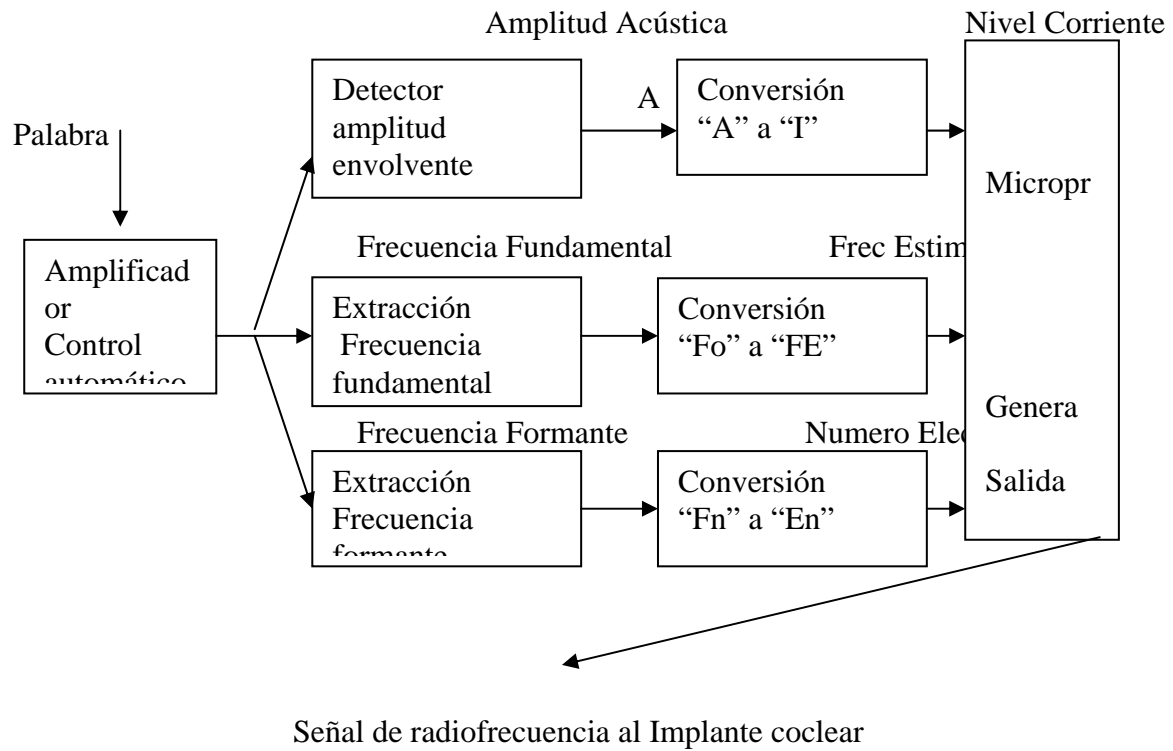 Amplitud Acústica
Nivel Corriente
Palabra
Detector
amplitud
envolvente
A
Conversión
“A” a “I”
Micropr
Amplificad
or
Control
automático
Frecuencia Fundamental
Frec Estim
Extracción
Frecuencia
fundamental
Conversión
“Fo” a “FE”
Genera
Salida
Frecuencia Formante
Numero Elec
Extracción
Frecuencia
formante
Conversión
“Fn” a “En”
Señal de radiofrecuencia al Implante coclear